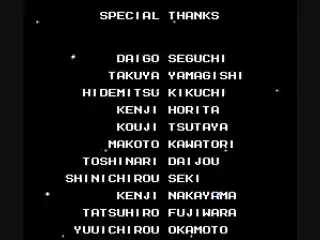 SPECIAL THANKS
DAIGO SEGUCHI
TAKUYA YAMAGISHI
HIDEMITSU KIKUCHI
KENJI HORITA
KOUJI TSUTAYA
MAKOTO KAWATORI
TOSHINARI DAIJOU
SHINICHIROU SEKI
KENJI NAKAYAMA
TATSUHIRO FUJIWARA
YUUICHIROU OKAMOTO